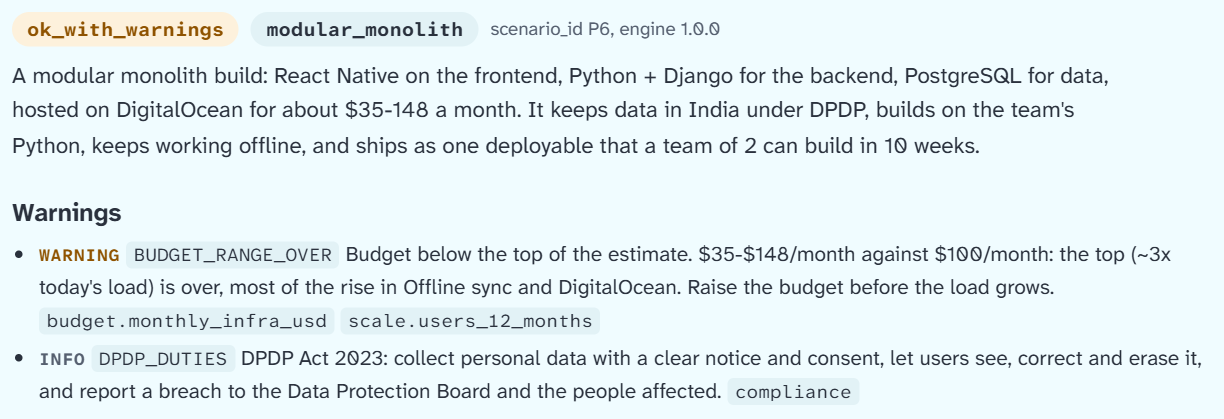 ok_with_warnings modular_monolith scenario_id P6, engine 1.0.0
A modular monolith build: React Native on the frontend, Python + Django for the backend, PostgreSQL for data,
hosted on DigitalOcean for about $35-148 a month. It keeps data in India under DPDP, builds on the team's
Python, keeps working offline, and ships as one deployable that a team of 2 can build in 10 weeks.
Warnings
• WARNING BUDGET_RANGE_OVER Budget below the top of the estimate. $35-$148/month against $100/month: the top (~3x
today's load) is over, most of the rise in Offline sync and DigitalOcean. Raise the budget before the load grows.
budget.monthly_infra_usd scale.users_12_months
• INFO DPDP_DUTIES DPDP Act 2023: collect personal data with a clear notice and consent, let users see, correct and erase it,
and report a breach to the Data Protection Board and the people affected. compliance